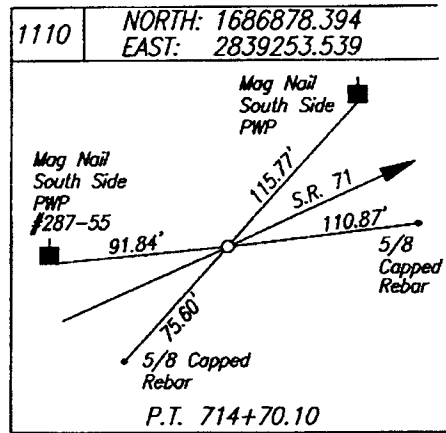 1110
NORTH: 1686878.394
EAST: 2839253.539
Mag Nail
South Side
PWP
115.77'
S.R. 71
Mag Nail
South Side
PWP
#287-55
91.84'
110.87'
5/8
Capped
Rebar
75.60'
5/8 Capped
Rebar
P.T. 714+70.10